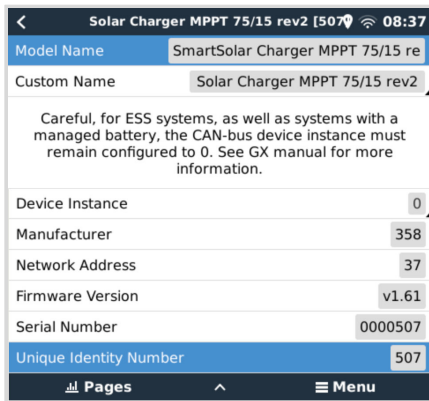 Solar Charger MPPT 75/15 rev2 [507 08:37
Model Name SmartSolar Charger MPPT 75/15 re
Custom Name Solar Charger MPPT 75/15 rev2
Careful, for ESS systems, as well as systems with a
managed battery, the CAN-bus device instance must
remain configured to 0. See GX manual for more
information.
Device Instance 0
Manufacturer 358
Network Address 37
Firmware Version v1.61
Serial Number 0000507
Unique Identity Number 507
Pages Menu